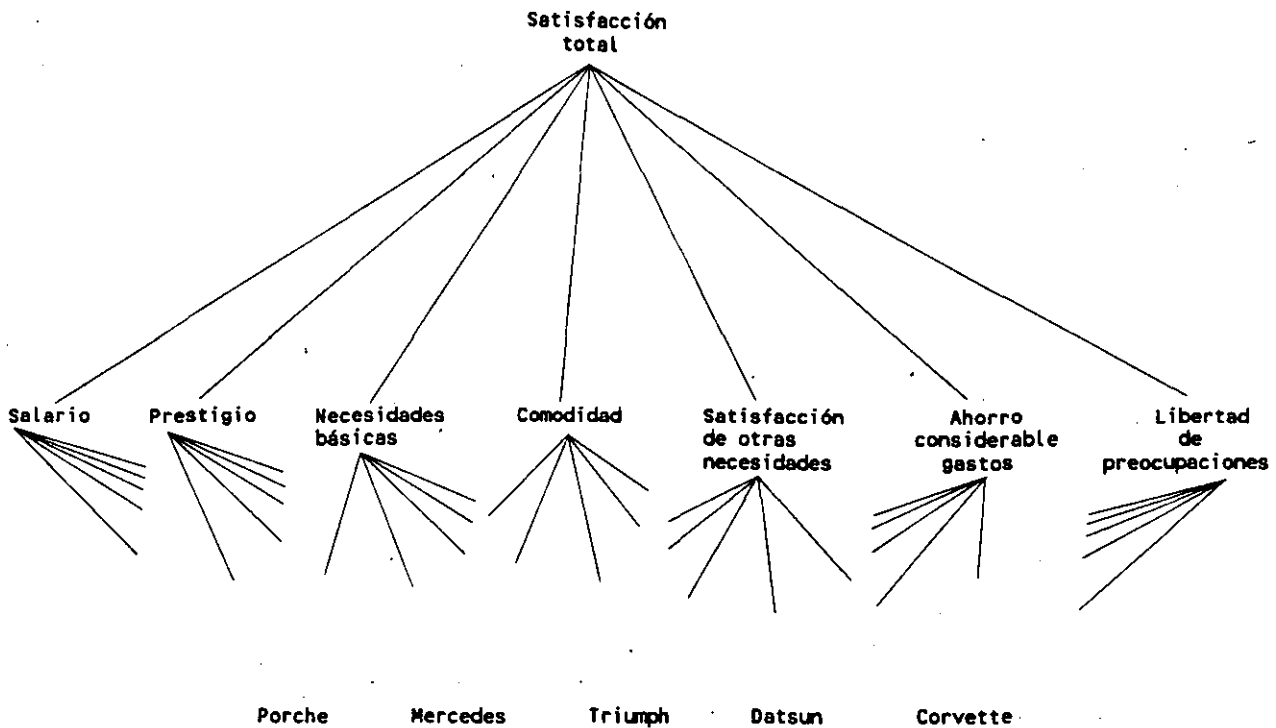 Satisfacción
total
Salario
Prestigio
Necesidades
básicas
Comodidad
Satisfacción
de otras
necesidades
Ahorro
considerable
gastos
Libertad
de
preocupaciones
Porche Mercedes Triumph Datsun Corvette